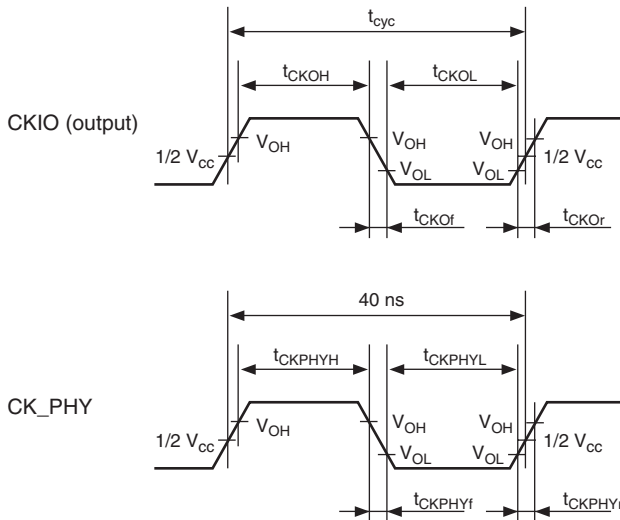 tcyc
tCKOH tCKOL
CKIO (output)
VOH VOH VOH
1/2 Vcc VOL VOL 1/2 Vcc
tCKOf tCKOr
40 ns
tCKPHYH tCKPHYL
CK_PHY
VOH VOH VOH
1/2 Vcc VOL VOL 1/2 Vcc
tCKPHYf tCKPHYr